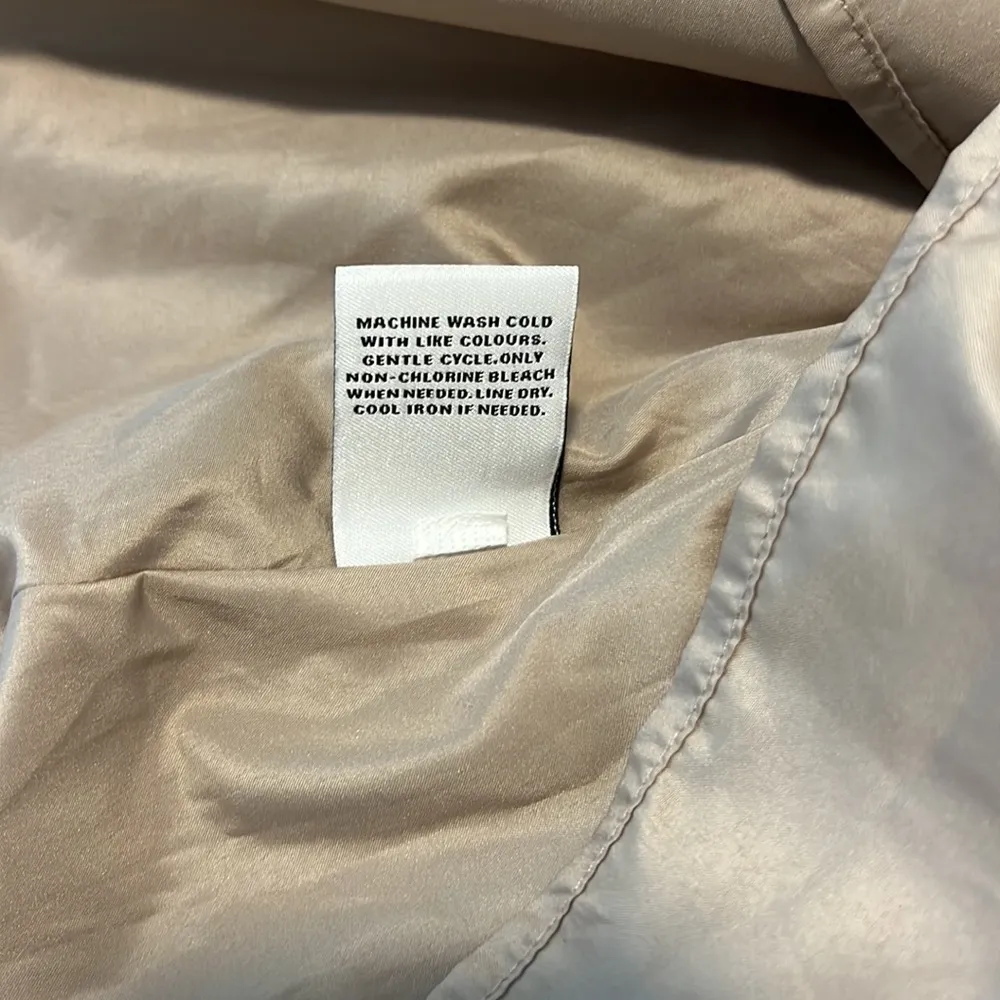 MACHINE WASH COLD
WITH LIKE COLOURS.
GENTLE CYCLE.ONLY
NON-CHLORINE BLEACH
WHEN NEEDED.LINE DRY.
COOL IRON IF NEEDED.